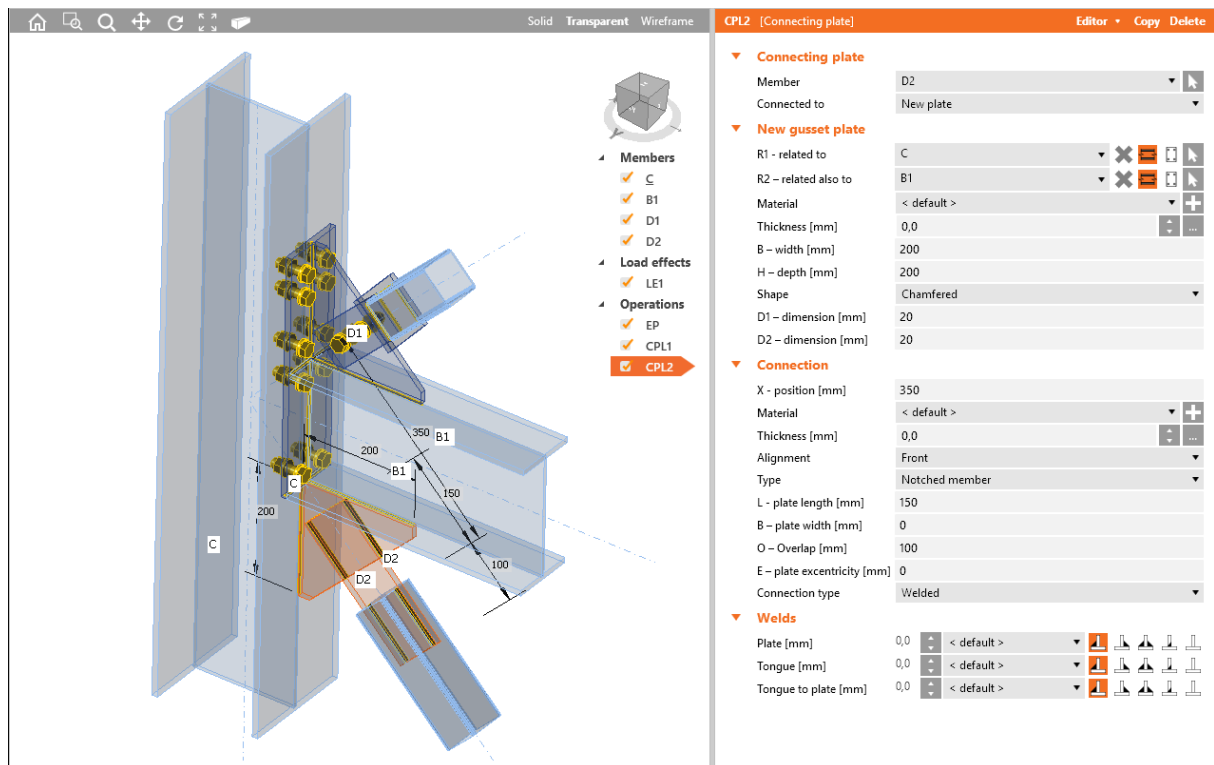 Solid Transparent Wireframe
Members
C
B1
D1
D2
Load effects
LE1
Operations
EP
CPL1
CPL2
D1
350
B1
200
B1
C
150
200
100
C
D2
D2
CPL2 [Connecting plate] Editor Copy Delete
Connecting plate
Member D2
Connected to New plate
New gusset plate
R1 - related to C
R2 – related also to B1
Material < default >
Thickness [mm] 0,0 ...
B – width [mm] 200
H – depth [mm] 200
Shape Chamfered
D1 – dimension [mm] 20
D2 – dimension [mm] 20
Connection
X - position [mm] 350
Material < default >
Thickness [mm] 0,0 ...
Alignment Front
Type Notched member
L - plate length [mm] 150
B – plate width [mm] 0
O – Overlap [mm] 100
E – plate excentricity [mm] 0
Connection type Welded
Welds
Plate [mm] 0,0 < default >
Tongue [mm] 0,0 < default >
Tongue to plate [mm] 0,0 < default >